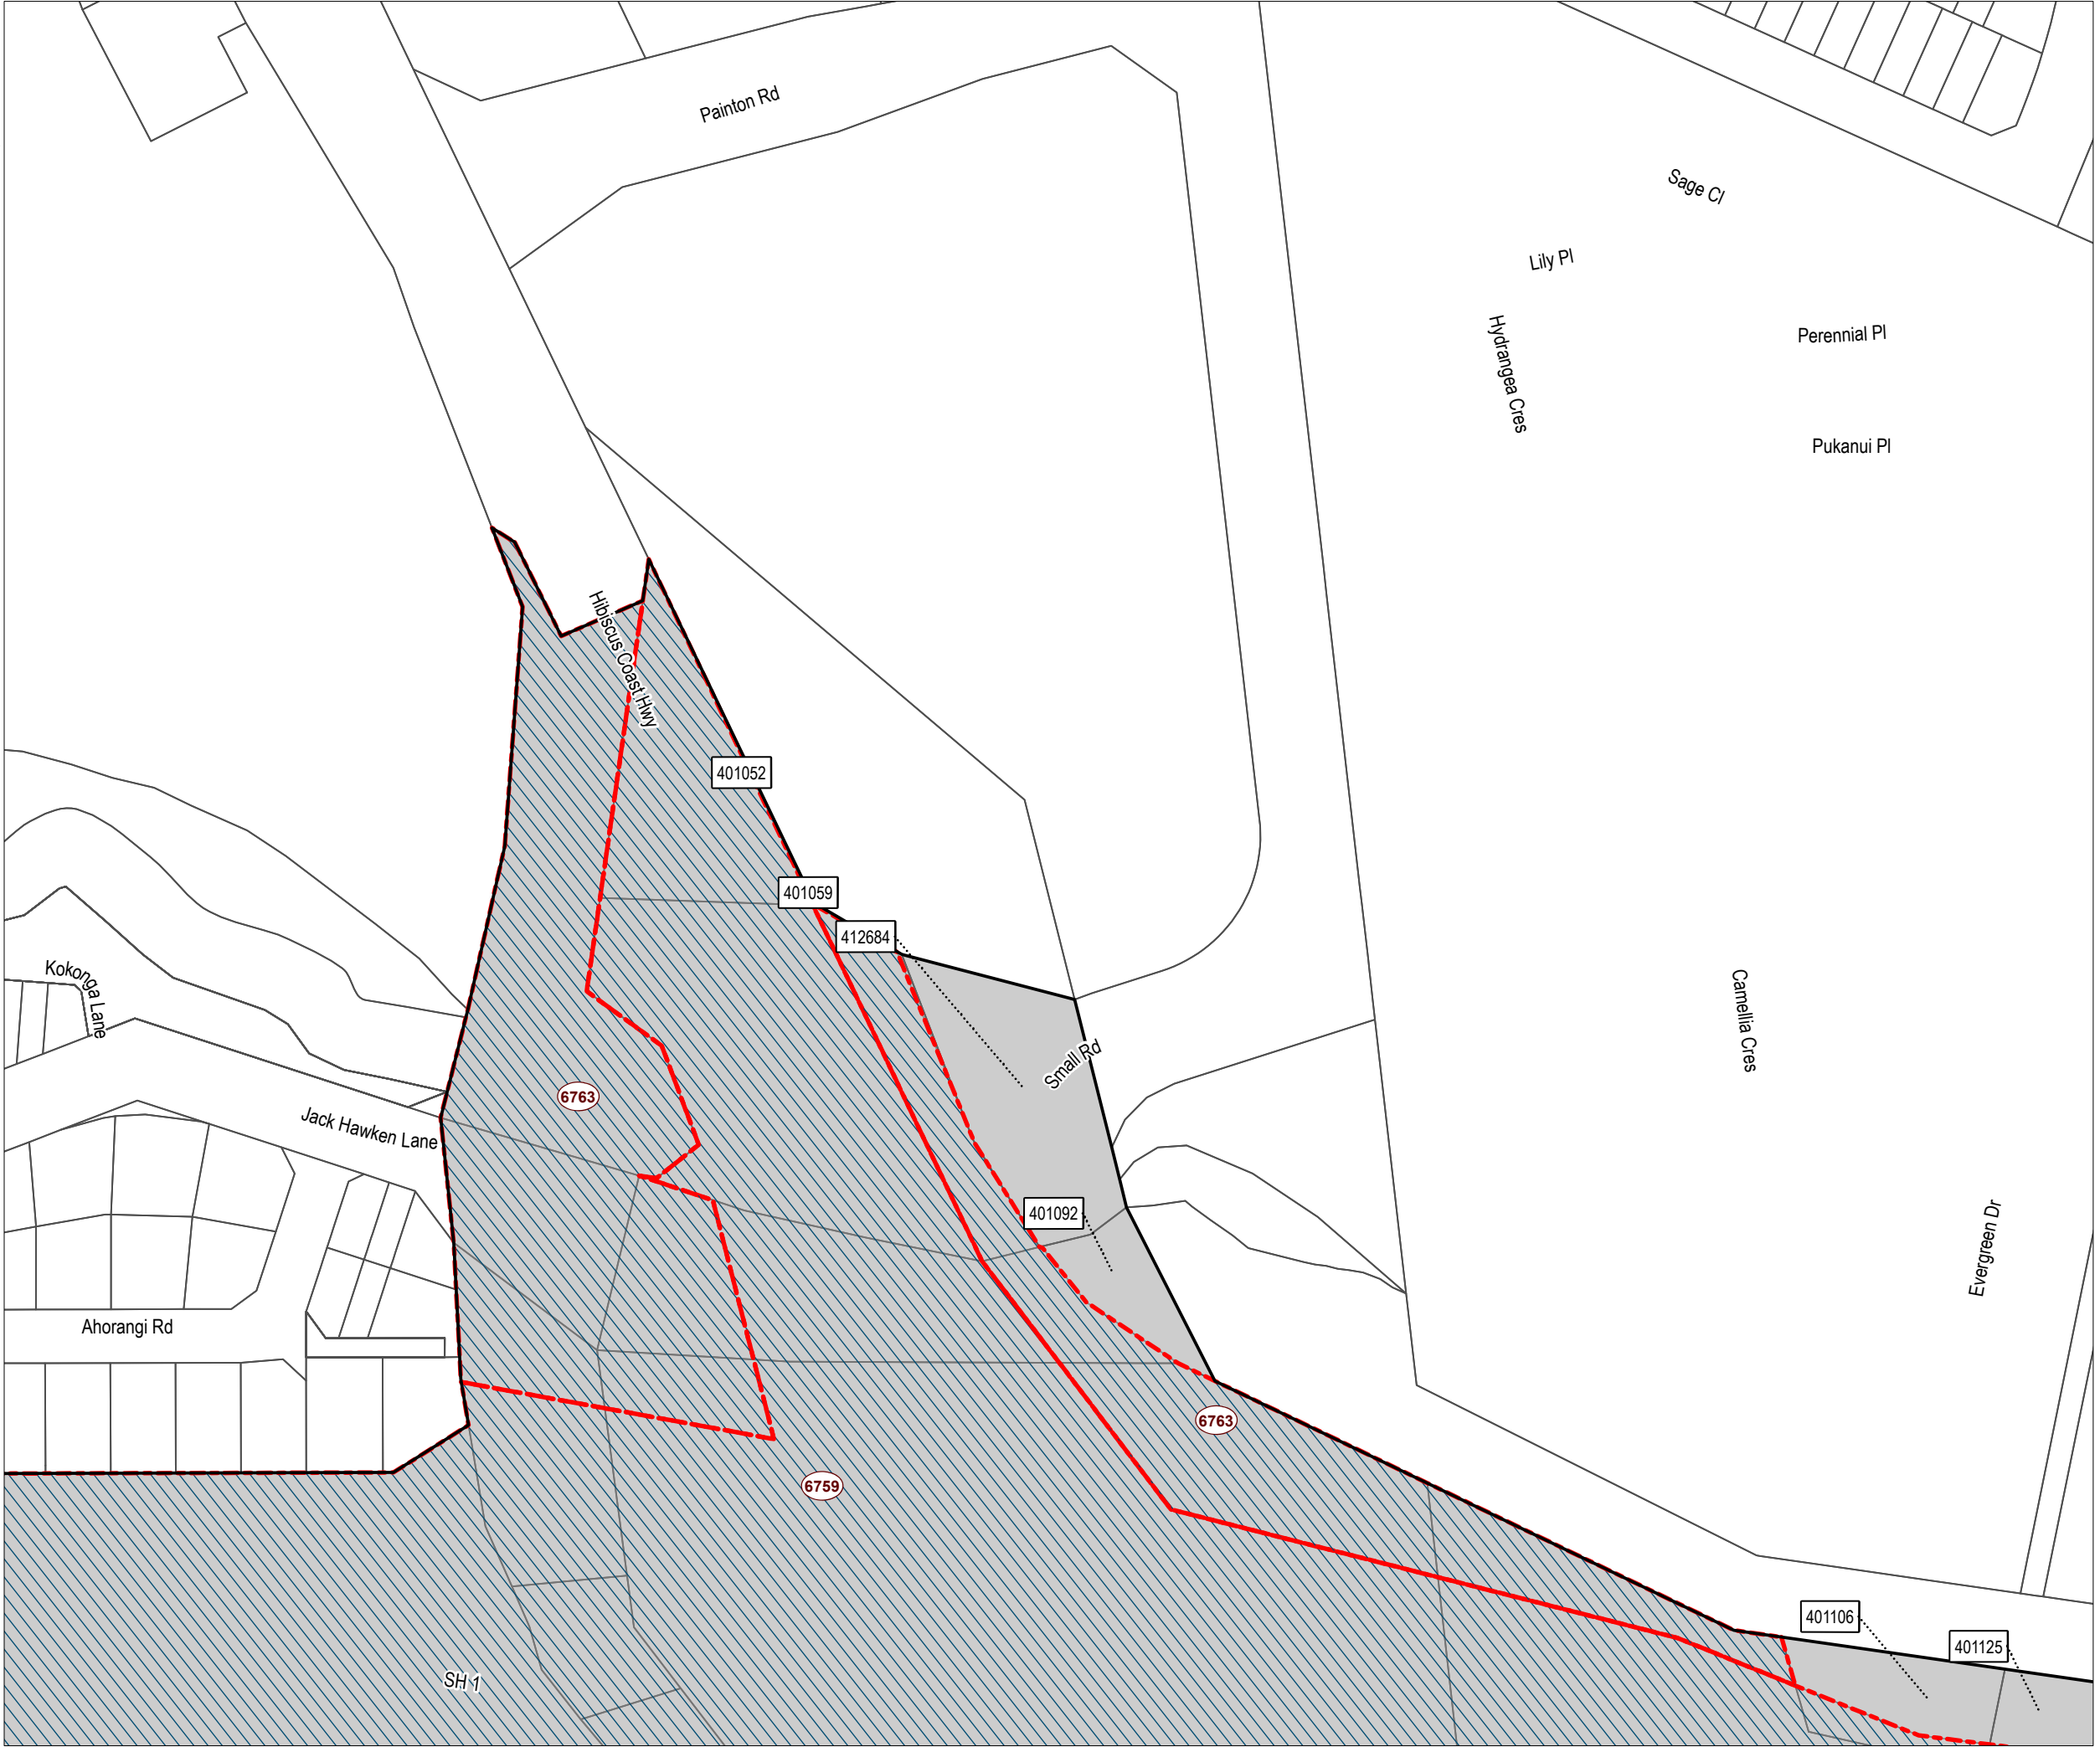 Painton Rd
Sage Cl
Lily Pl
Hydrangea Cres
Perennial Pl
Pukanui Pl
Hibiscus Coast Hwy
401052
401059
412684
Kokonga Lane
Camellia Cres
Small Rd
6763
Jack Hawken Lane
401092
Evergreen Dr
Ahorangi Rd
6763
6759
401106
401125
SH 1